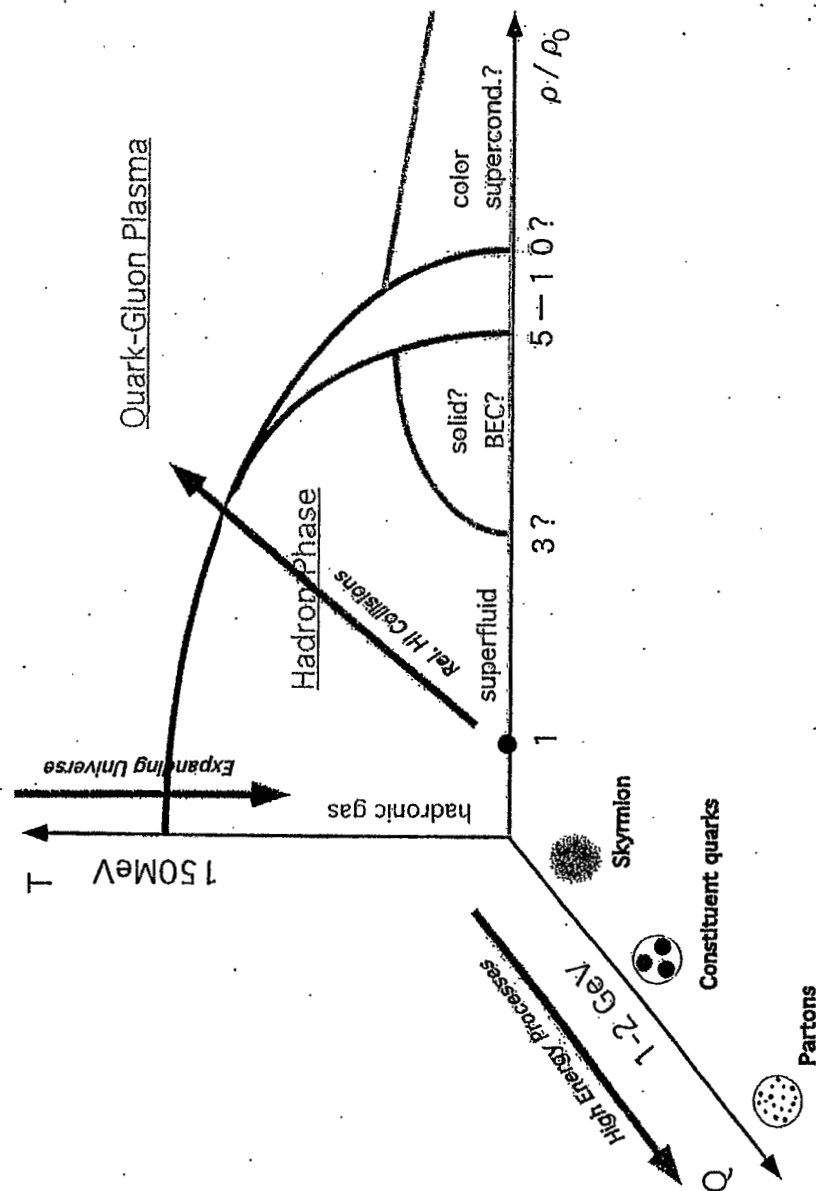 T
150MeV
Expanding Universe
hadronic gas
Quark-Gluon Plasma
Hadron Phase
Rel. HI Collisions
superfluid
solid?
BEC?
color
supercond.?
1
3?
5—10?
ρ/ρ₀
High Energy Processes
1-2 GeV
Q
Skyrmion
Constituent quarks
Partons